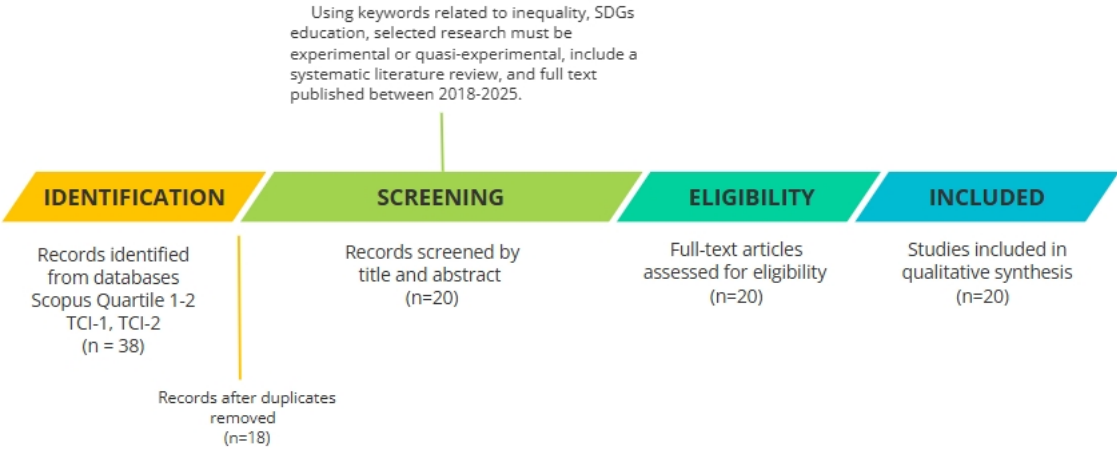 Using keywords related to inequality, SDGs
education, selected research must be
experimental or quasi-experimental, include a
systematic literature review, and full text
published between 2018-2025.
IDENTIFICATION
SCREENING
ELIGIBILITY
INCLUDED
Records identified
from databases
Scopus Quartile 1-2
TCI-1, TCI-2
(n = 38)
Records screened by
title and abstract
(n=20)
Full-text articles
assessed for eligibility
(n=20)
Studies included in
qualitative synthesis
(n=20)
Records after duplicates
removed
(n=18)